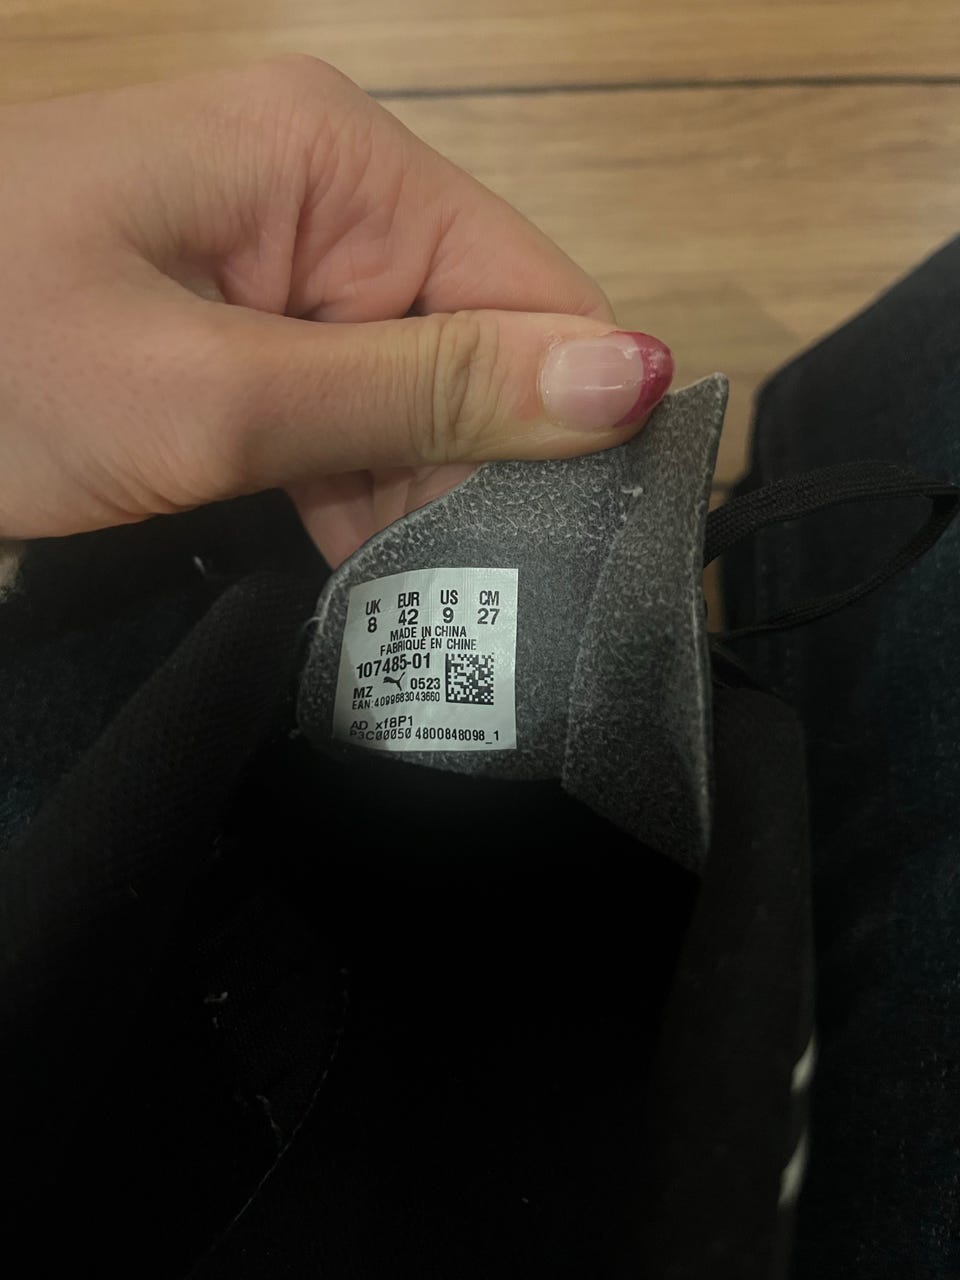 UK EUR US CM
8 42 9 27
MADE IN CHINA
FABRIQUÉ EN CHINE
107485-01
MZ 0523
EAN:4099683043660
AD xf8P1
P3C00050 4800848098_1